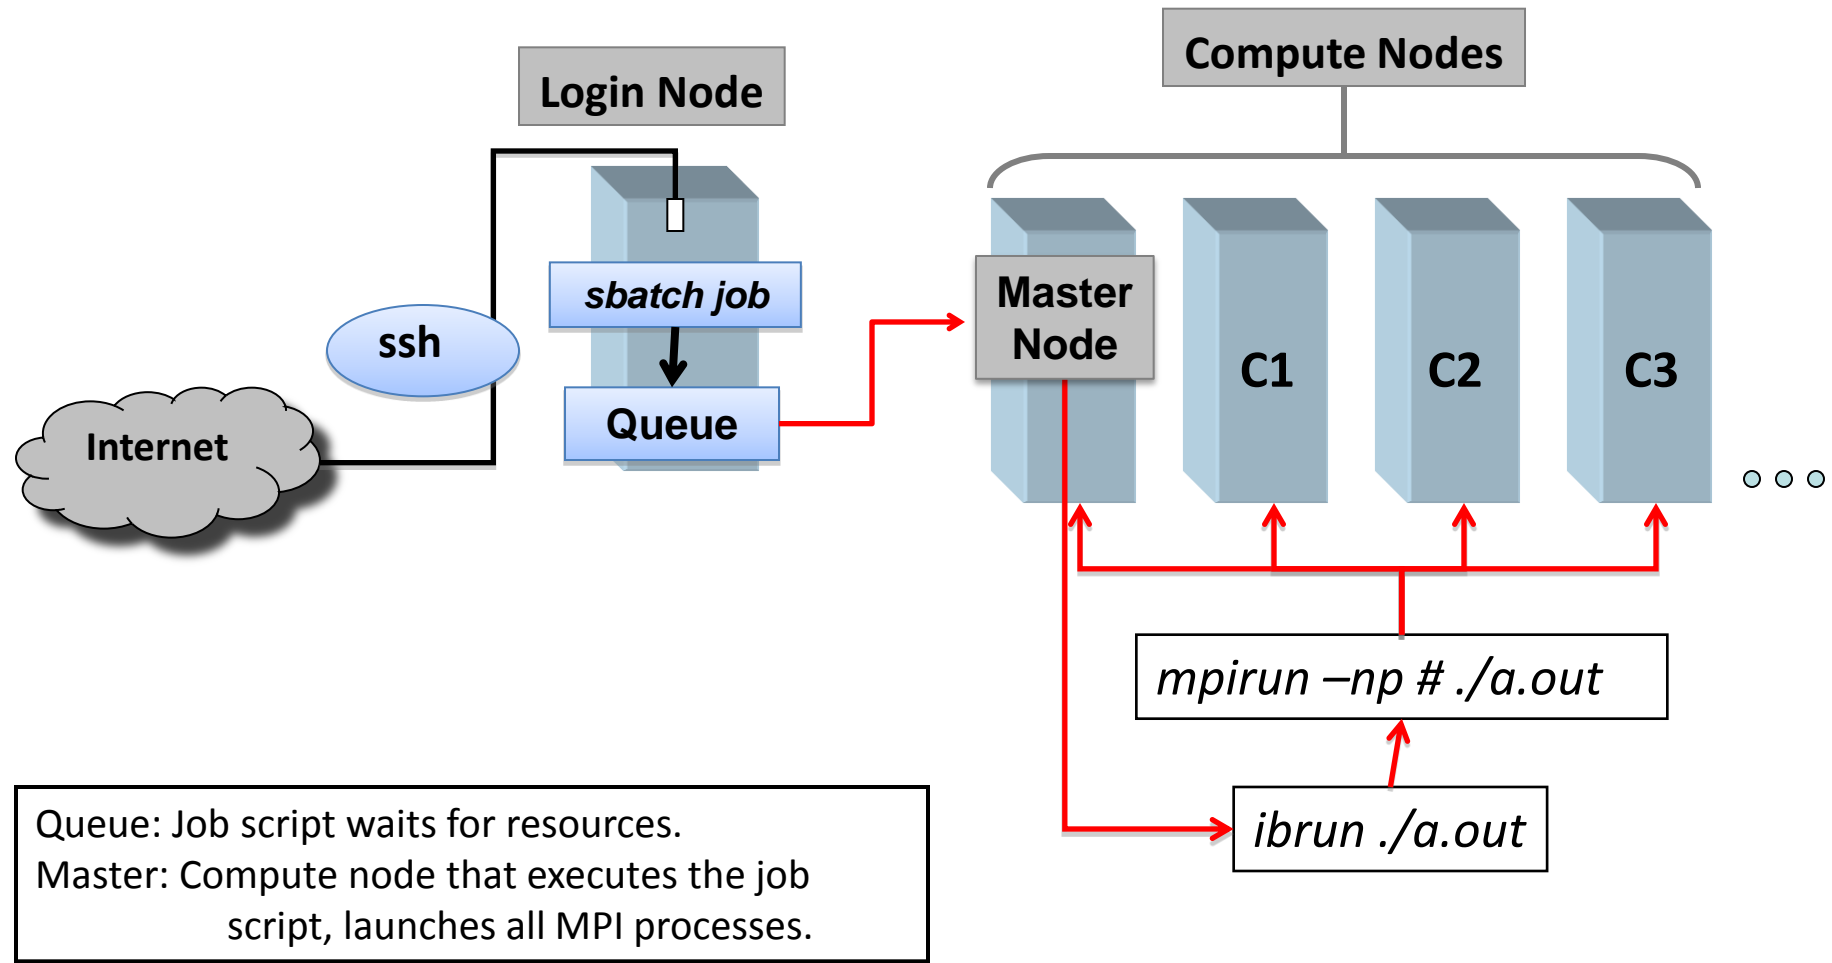 Compute Nodes
Login Node
sbatch job
Master
Node
ssh
C1
C2
C3
Queue
Internet
mpirun –np # ./a.out
ibrun ./a.out
Queue: Job script waits for resources.
Master: Compute node that executes the job
script, launches all MPI processes.